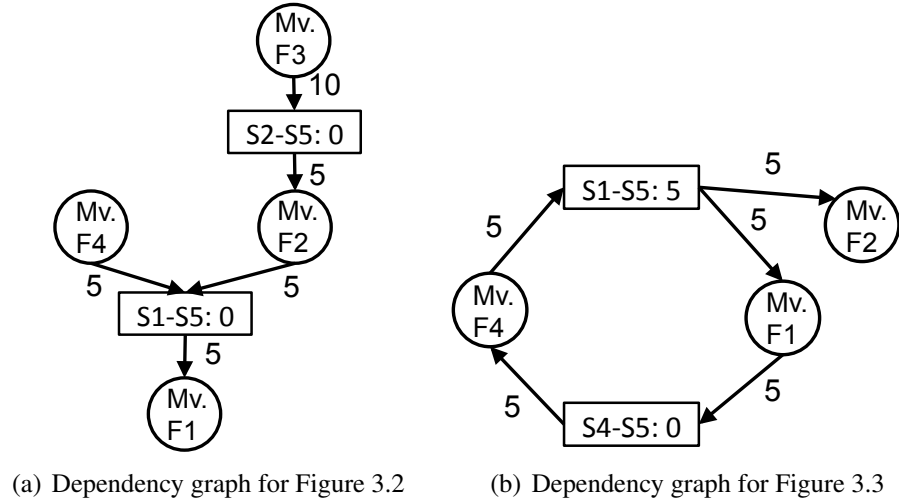 Mv.
F3
10
S2-S5: 0
5
Mv.
F4
Mv.
F2
5
5
S1-S5: 0
5
Mv.
F1
(a) Dependency graph for Figure 3.2
S1-S5: 5
5
Mv.
F2
5
5
Mv.
F4
Mv.
F1
5
5
S4-S5: 0
(b) Dependency graph for Figure 3.3